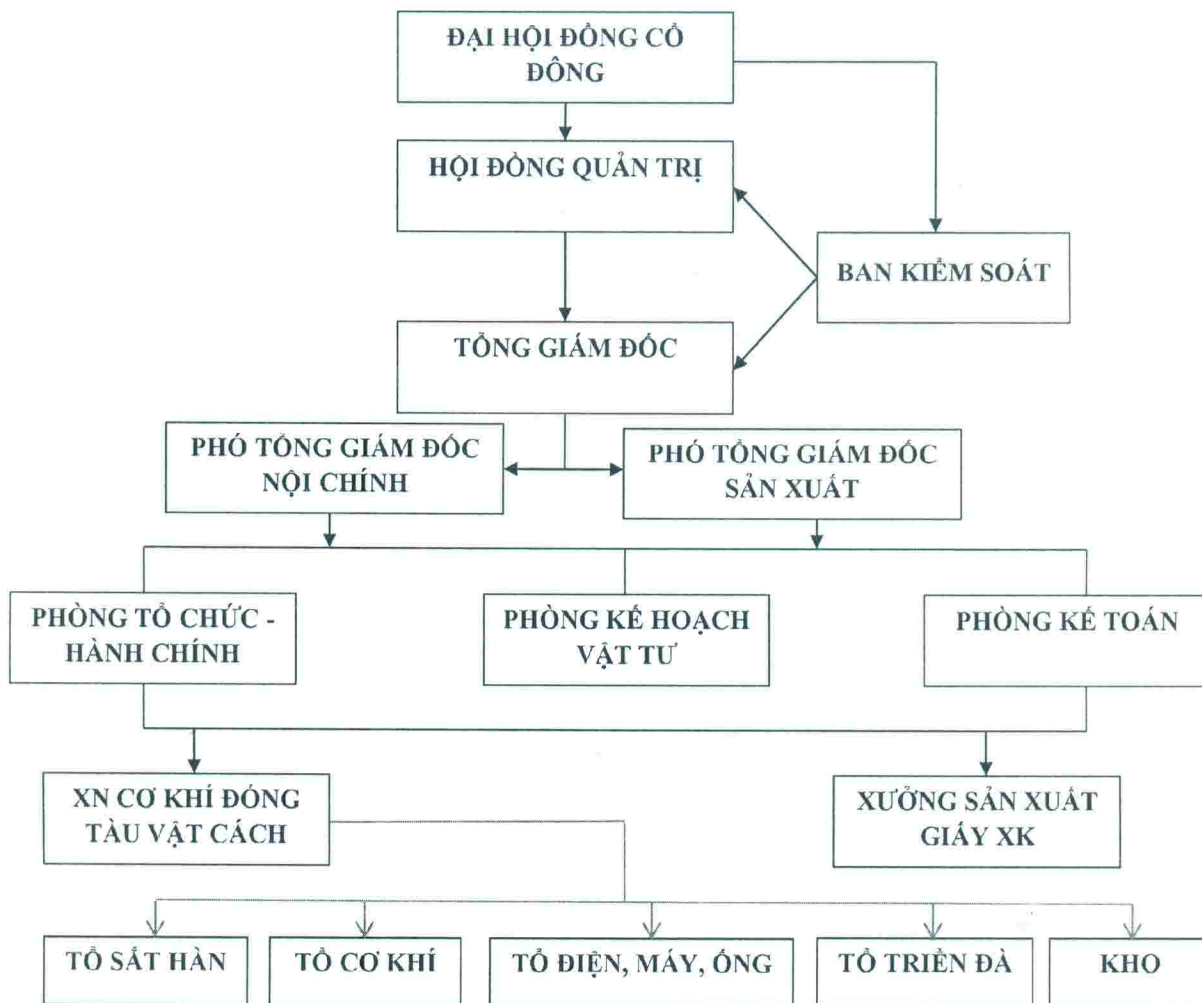 ĐẠI HỘI ĐỒNG CỔ
ĐÔNG
HỘI ĐỒNG QUẢN TRỊ
BAN KIỂM SOÁT
TỔNG GIÁM ĐỐC
PHÓ TỔNG GIÁM ĐỐC
NỘI CHÍNH
PHÓ TỔNG GIÁM ĐỐC
SẢN XUẤT
PHÒNG TỔ CHỨC -
HÀNH CHÍNH
PHÒNG KẾ HOẠCH
VẬT TƯ
PHÒNG KẾ TOÁN
XN CƠ KHÍ ĐÓNG
TÀU VẬT CÁCH
XƯỞNG SẢN XUẤT
GIẤY XK
TỔ SẮT HÀN
TỔ CƠ KHÍ
TỔ ĐIỆN, MÁY, ỐNG
TỔ TRIỀN ĐÀ
KHO